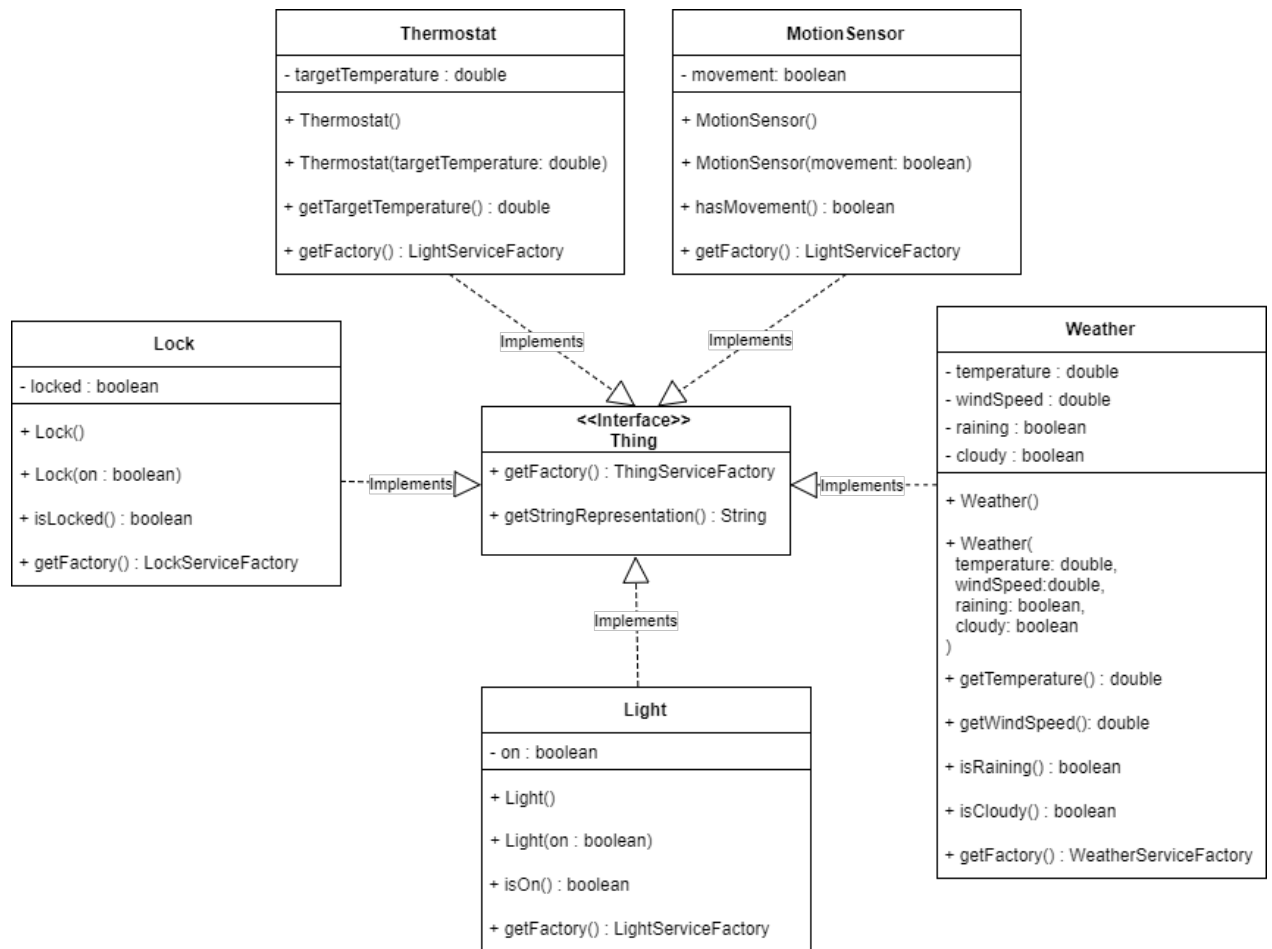 Thermostat
- targetTemperature : double
+ Thermostat()
+ Thermostat(targetTemperature: double)
+ getTargetTemperature() : double
+ getFactory() : LightServiceFactory
MotionSensor
- movement: boolean
+ MotionSensor()
+ MotionSensor(movement: boolean)
+ hasMovement() : boolean
+ getFactory() : LightServiceFactory
Implements
Implements
Lock
- locked : boolean
+ Lock()
+ Lock(on : boolean)
+ isLocked() : boolean
+ getFactory() : LockServiceFactory
Implements
<<Interface>>
Thing
+ getFactory() : ThingServiceFactory
+ getStringRepresentation() : String
Implements
Weather
- temperature : double
- windSpeed : double
- raining : boolean
- cloudy : boolean
+ Weather()
+ Weather(
temperature: double,
windSpeed:double,
raining: boolean,
cloudy: boolean
)
+ getTemperature() : double
+ getWindSpeed(): double
+ isRaining() : boolean
+ isCloudy() : boolean
+ getFactory() : WeatherServiceFactory
Implements
Light
- on : boolean
+ Light()
+ Light(on : boolean)
+ isOn() : boolean
+ getFactory() : LightServiceFactory